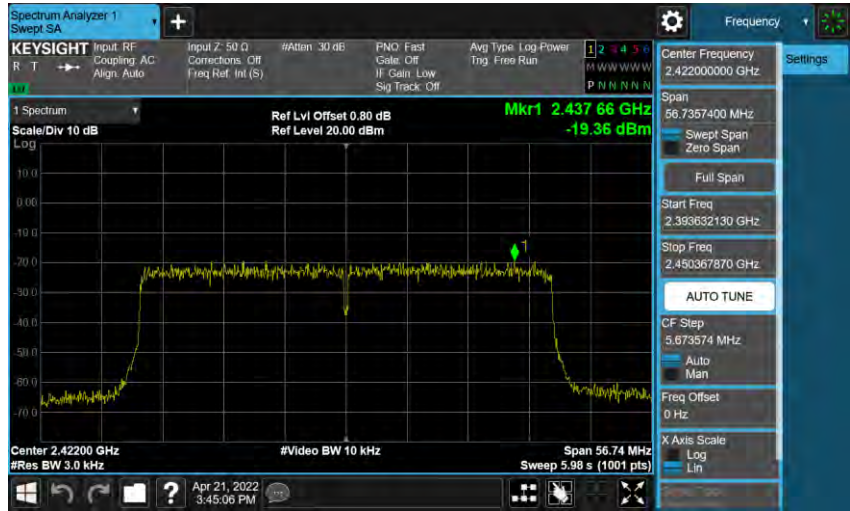 Spectrum Analyzer 1
Swept SA
Frequency
KEYSIGHT
R T
Input: RF
Coupling: AC
Align: Auto
Input Z: 50 Ω
Corrections: Off
Freq Ref: Int (S)
#Atten: 30 dB
PNO: Fast
Gate: Off
IF Gain: Low
Sig Track: Off
Avg Type: Log-Power
Trig: Free Run
1 2 3 4 5 6
M W W W W W
P N N N N N
1 Spectrum
Scale/Div 10 dB
Ref Lvl Offset 0.80 dB
Ref Level 20.00 dBm
Mkr1 2.437 66 GHz
-19.36 dBm
Log
10.0
0.00
-10.0
-20.0
-30.0
-40.0
-50.0
-60.0
-70.0
1
Center 2.42200 GHz
#Res BW 3.0 kHz
#Video BW 10 kHz
Span 56.74 MHz
Sweep 5.98 s (1001 pts)
Center Frequency
2.422000000 GHz
Settings
Span
56.7357400 MHz
Swept Span
Zero Span
Full Span
Start Freq
2.393632130 GHz
Stop Freq
2.450367870 GHz
AUTO TUNE
CF Step
5.673574 MHz
Auto
Man
Freq Offset
0 Hz
X Axis Scale
Log
Lin
Apr 21, 2022
3:45:06 PM